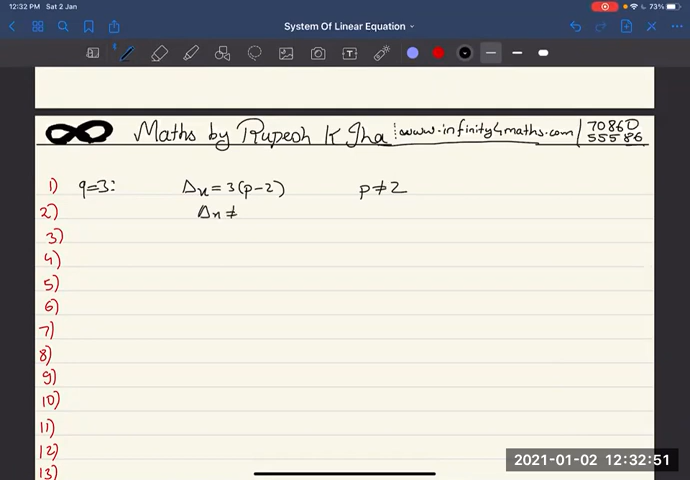 12:32 PM Sat 2 Jan 73%
System Of Linear Equation
Maths by Rupesh K Jha www.infinity4maths.com 7086D 55586
1) q=3: Δx = 3(p-2) p≠2
2) Δx ≠
3)
4)
5)
6)
7)
8)
9)
10)
11)
12)
13)
2021-01-02 12:32:51